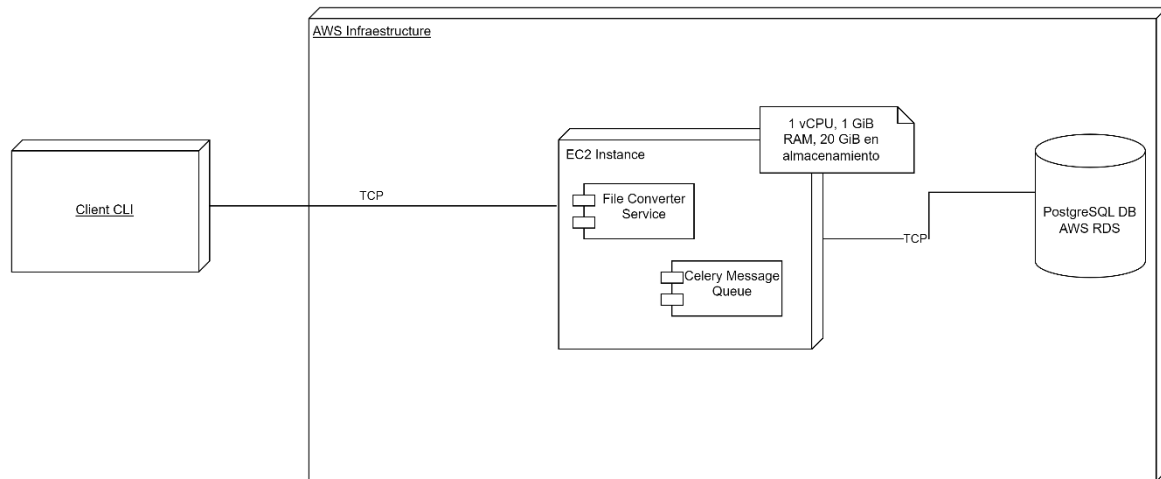 AWS Infraestructure
1 vCPU, 1 GiB
RAM, 20 GiB en
almacenamiento
EC2 Instance
File Converter
Service
Client CLI
TCP
PostgreSQL DB
AWS RDS
TCP
Celery Message
Queue